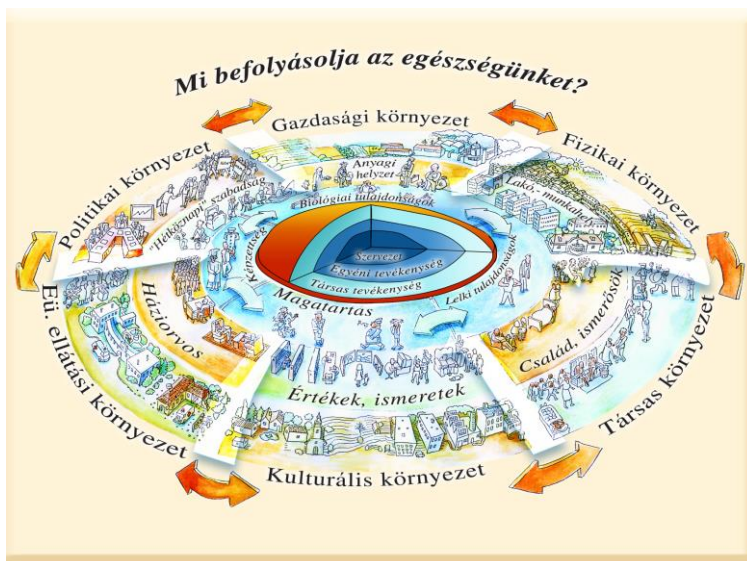 Mi befolyásolja az egészségünket?
Gazdasági környezet
Politikai környezet
Fizikai környezet
Anyagi
helyzet
"Hétköznapi" szabadság
Lakó,- munkahely
Biológiai tulajdonságok
Képzettség
Szervezet
Egyéni tevékenység
Társas tevékenység
Lelki tulajdonságok
Magatartas
Háziorvos
Család, ismerősök
Eü. ellátási környezet
Társas környezet
Értékek, ismeretek
Kulturális környezet